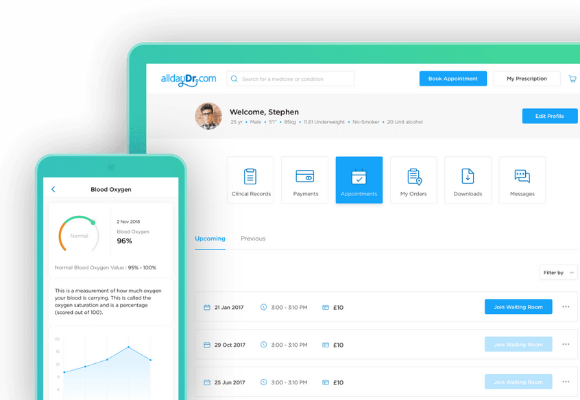 alldayDr.com
Search for a medicine or condition
Book Appointment
My Prescription
Welcome, Stephen
25 yr • Male • 5'7" • 85kg • 11.21 Underweight • No-Smoker • 20 Unit alcohol
Edit Profile
Clinical Records
Payments
Appointments
My Orders
Downloads
Messages
Upcoming
Previous
Filter by
21 Jan 2017 3:00 - 3:10 PM £10 Join Waiting Room
29 Oct 2017 3:00 - 3:10 PM £10 Join Waiting Room
25 Jun 2017 3:00 - 3:10 PM £10 Join Waiting Room
Blood Oxygen
Normal
2 Nov 2018
Blood Oxygen
96%
Normal Blood Oxygen Value : 95% - 100%
This is a measurement of how much oxygen
your blood is carrying. This is called the
oxygen saturation and is a percentage
(scored out of 100).